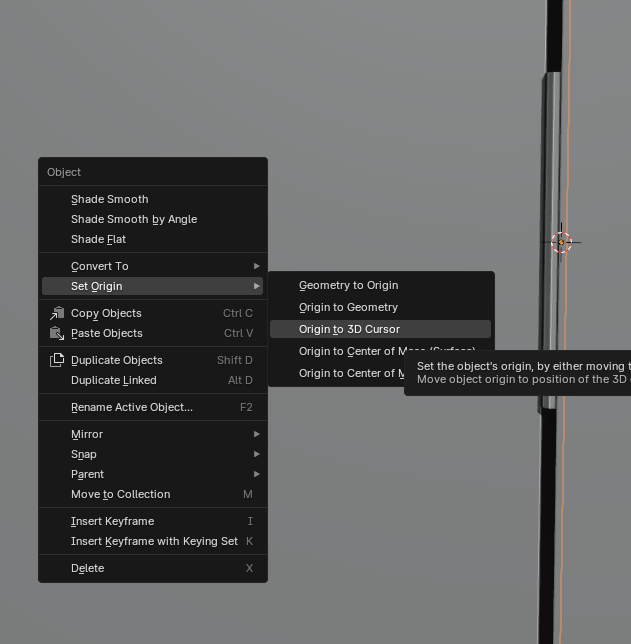 Object
Shade Smooth
Shade Smooth by Angle
Shade Flat
Convert To
Set Origin
Copy Objects Ctrl C
Paste Objects Ctrl V
Duplicate Objects Shift D
Duplicate Linked Alt D
Rename Active Object... F2
Mirror
Snap
Parent
Move to Collection M
Insert Keyframe I
Insert Keyframe with Keying Set K
Delete X
Geometry to Origin
Origin to Geometry
Origin to 3D Cursor
Origin to Center of Mass (Surface)
Origin to Center of M
Set the object's origin, by either moving t
Move object origin to position of the 3D